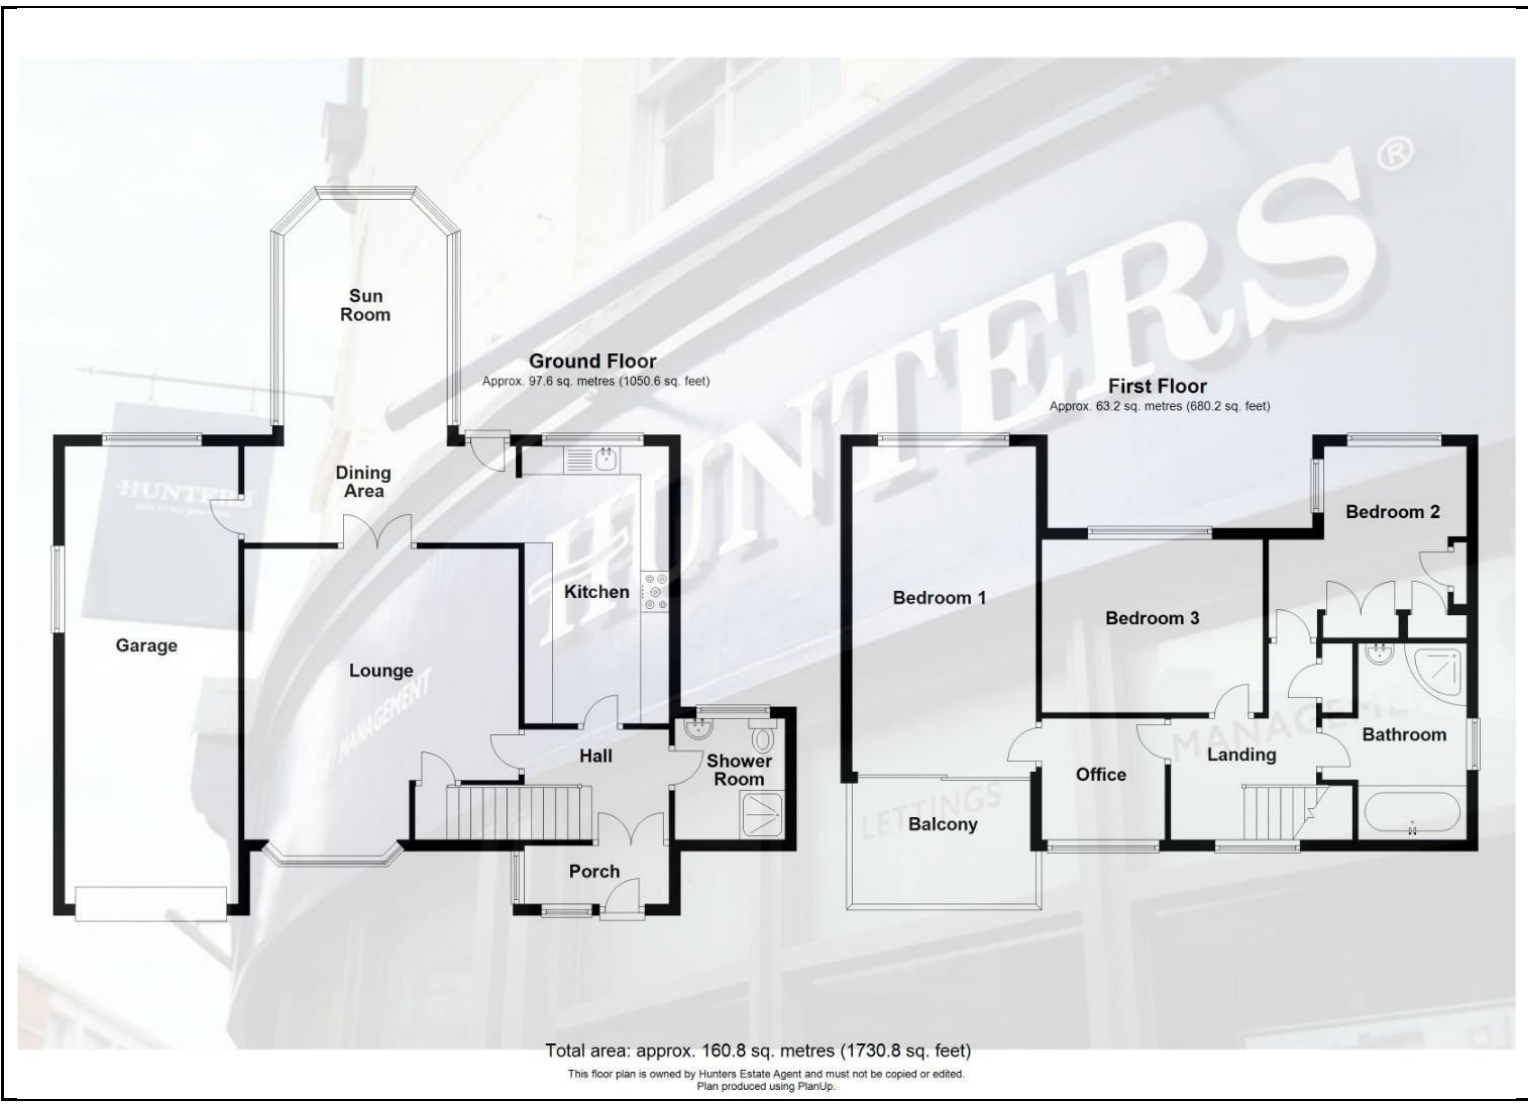 Sun
Room
Ground Floor
Approx. 97.6 sq. metres (1050.6 sq. feet)
Dining
Area
Kitchen
Garage
Lounge
Hall
Shower
Room
Porch
First Floor
Approx. 63.2 sq. metres (680.2 sq. feet)
Bedroom 2
Bedroom 1
Bedroom 3
Bathroom
Landing
Office
Balcony
HUNTERS®
HUNTERS
MANAGEMENT
LETTINGS
MANAGEMENT
Total area: approx. 160.8 sq. metres (1730.8 sq. feet)
This floor plan is owned by Hunters Estate Agent and must not be copied or edited.
Plan produced using PlanUp.